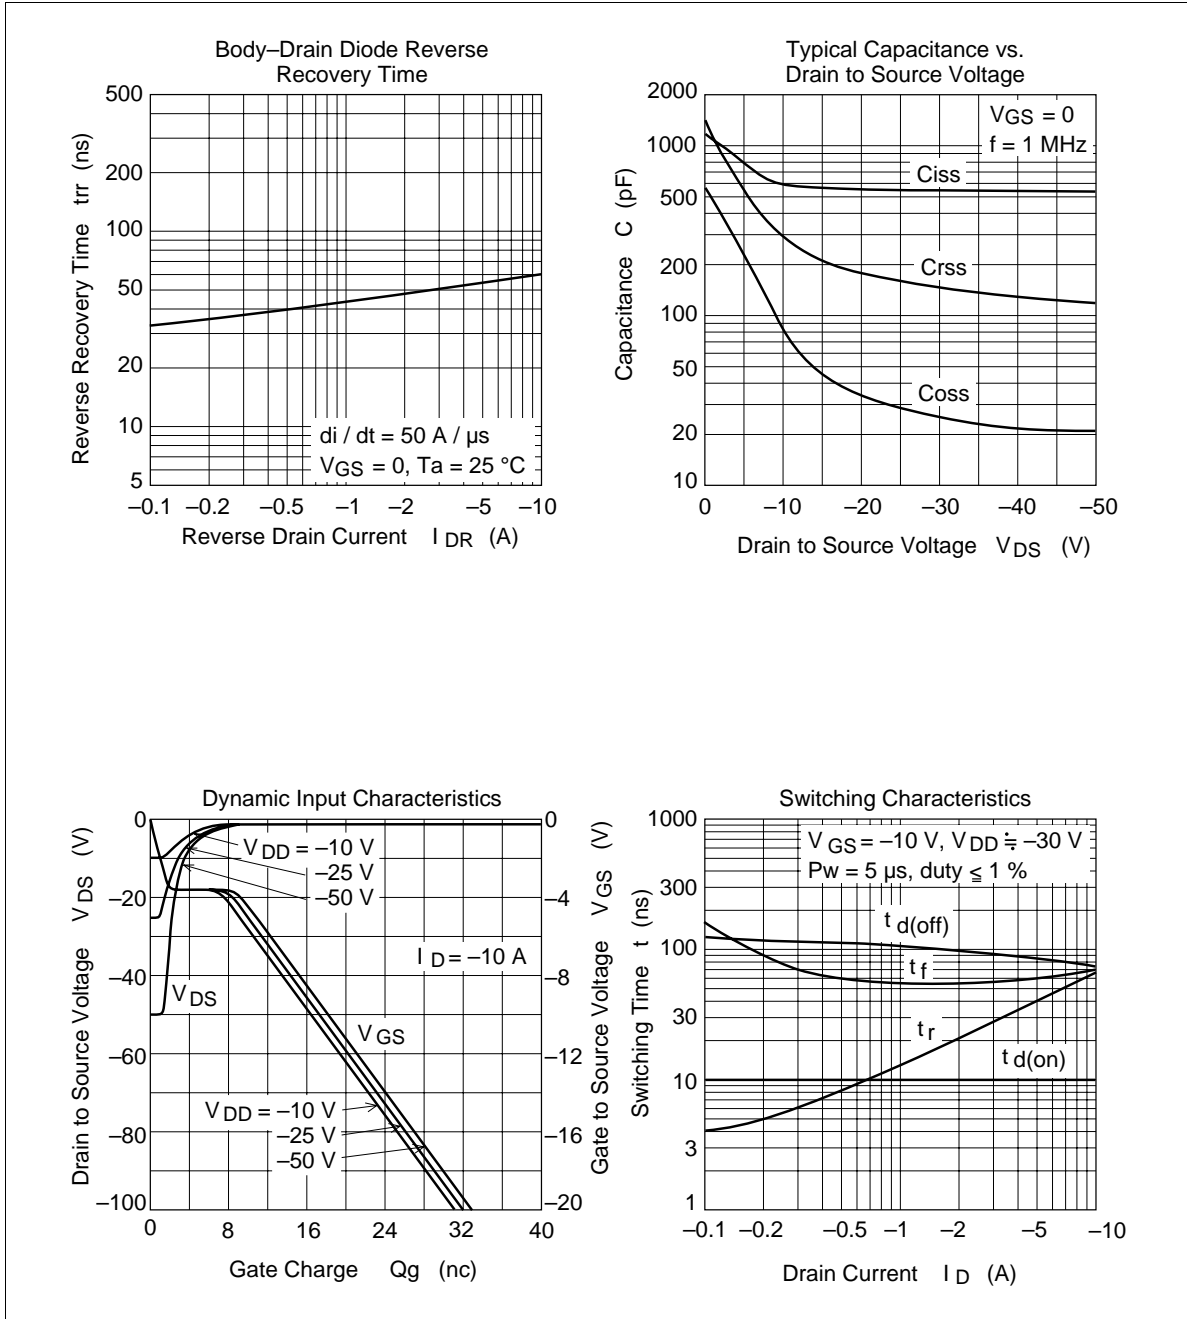 Body–Drain Diode Reverse
Recovery Time
500
200
100
50
20
10
5
Reverse Recovery Time trr (ns)
di / dt = 50 A / µs
VGS = 0, Ta = 25 °C
–0.1 –0.2 –0.5 –1 –2 –5 –10
Reverse Drain Current I DR (A)
Typical Capacitance vs.
Drain to Source Voltage
2000
1000
500
200
100
50
20
10
Capacitance C (pF)
VGS = 0
f = 1 MHz
Ciss
Crss
Coss
0 –10 –20 –30 –40 –50
Drain to Source Voltage VDS (V)
Dynamic Input Characteristics
0
–20
–40
–60
–80
–100
Drain to Source Voltage VDS (V)
VDD = –10 V
–25 V
–50 V
I D = –10 A
VDS
VGS
VDD = –10 V
–25 V
–50 V
0
–4
–8
–12
–16
–20
Gate to Source Voltage VGS (V)
0 8 16 24 32 40
Gate Charge Qg (nc)
Switching Characteristics
1000
300
100
30
10
3
1
Switching Time t (ns)
VGS = –10 V, VDD ≒ –30 V
Pw = 5 µs, duty ≦ 1 %
t d(off)
t f
t r
t d(on)
–0.1 –0.2 –0.5 –1 –2 –5 –10
Drain Current I D (A)